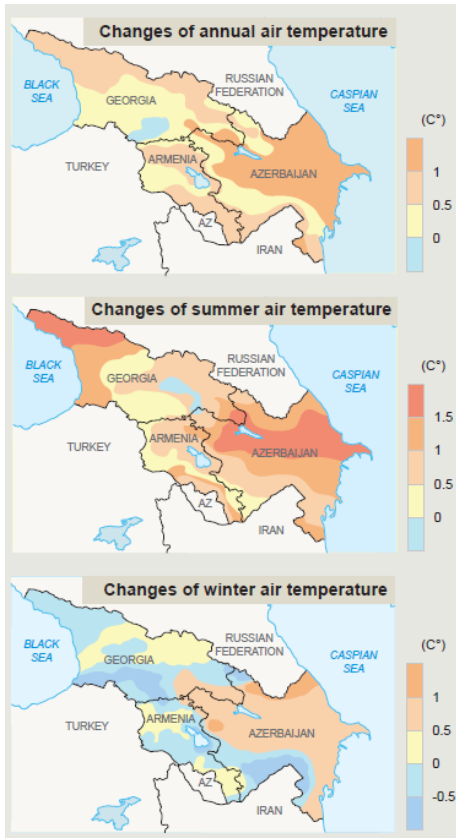 Changes of annual air temperature
BLACK
SEA
RUSSIAN
FEDERATION
CASPIAN
SEA
GEORGIA
TURKEY
ARMENIA
AZERBAIJAN
AZ
IRAN
(C°)
1
0.5
0
Changes of summer air temperature
BLACK
SEA
RUSSIAN
FEDERATION
CASPIAN
SEA
GEORGIA
TURKEY
ARMENIA
AZERBAIJAN
AZ
IRAN
(C°)
1.5
1
0.5
0
Changes of winter air temperature
BLACK
SEA
RUSSIAN
FEDERATION
CASPIAN
SEA
GEORGIA
TURKEY
ARMENIA
AZERBAIJAN
AZ
IRAN
(C°)
1
0.5
0
-0.5